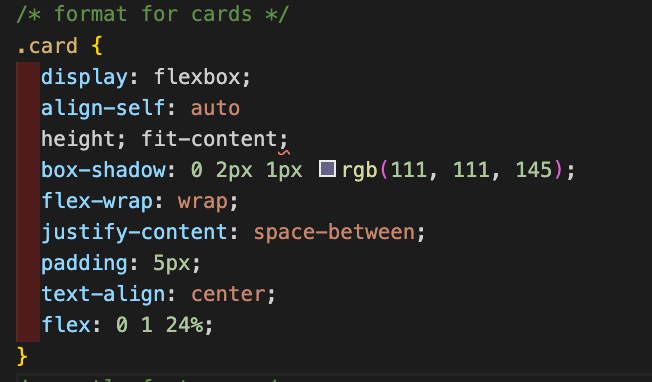 /* format for cards */
.card {
display: flexbox;
align-self: auto
height; fit-content;
box-shadow: 0 2px 1px rgb(111, 111, 145);
flex-wrap: wrap;
justify-content: space-between;
padding: 5px;
text-align: center;
flex: 0 1 24%;
}